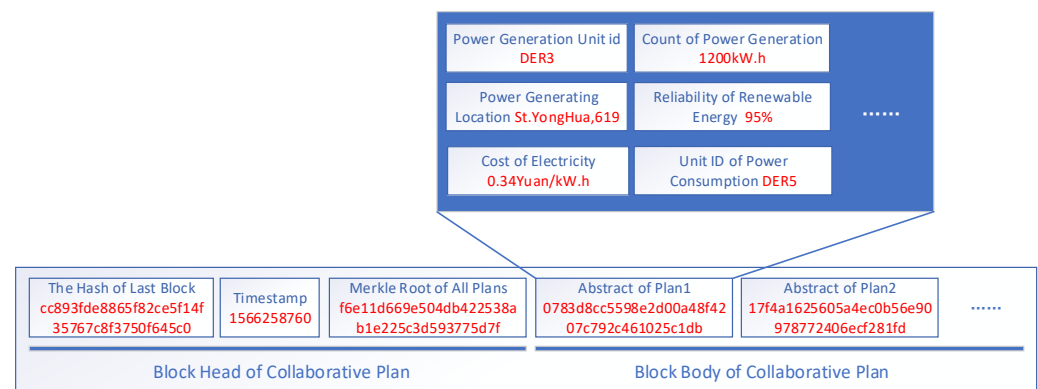 Power Generation Unit id
DER3
Count of Power Generation
1200kW.h
Power Generating
Location St.YongHua,619
Reliability of Renewable
Energy 95%
......
Cost of Electricity
0.34Yuan/kW.h
Unit ID of Power
Consumption DER5
The Hash of Last Block
cc893fde8865f82ce5f14f
35767c8f3750f645c0
Timestamp
1566258760
Merkle Root of All Plans
f6e11d669e504db422538a
b1e225c3d593775d7f
Abstract of Plan1
0783d8cc5598e2d00a48f42
07c792c461025c1db
Abstract of Plan2
17f4a1625605a4ec0b56e90
978772406ecf281fd
......
Block Head of Collaborative Plan
Block Body of Collaborative Plan